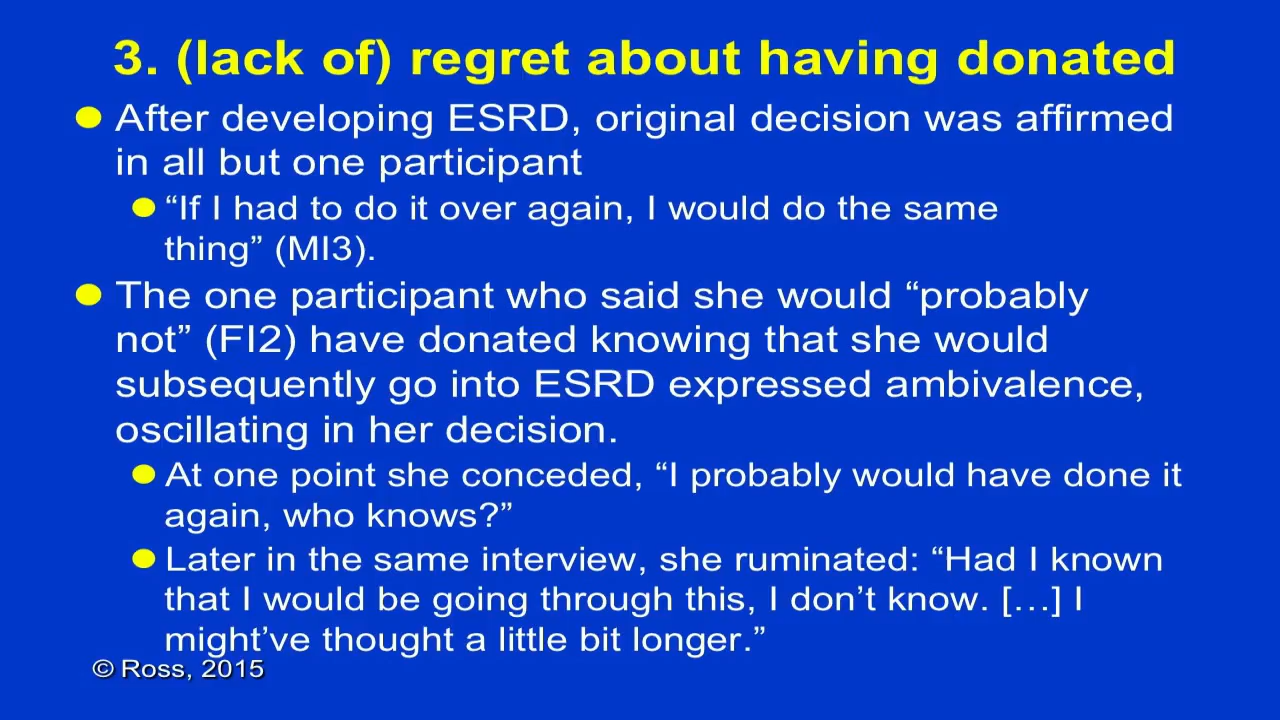 3. (lack of) regret about having donated
After developing ESRD, original decision was affirmed
in all but one participant
“If I had to do it over again, I would do the same
thing” (MI3).
The one participant who said she would “probably
not” (FI2) have donated knowing that she would
subsequently go into ESRD expressed ambivalence,
oscillating in her decision.
At one point she conceded, “I probably would have done it
again, who knows?”
Later in the same interview, she ruminated: “Had I known
that I would be going through this, I don’t know. […] I
might’ve thought a little bit longer.”
© Ross, 2015